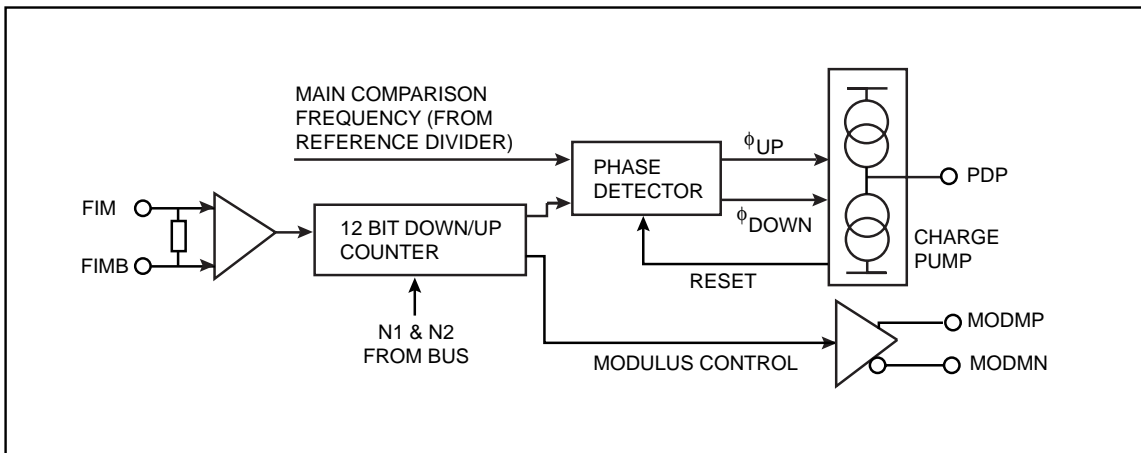 MAIN COMPARISON
FREQUENCY (FROM
REFERENCE DIVIDER)
PHASE
DETECTOR
ϕUP
ϕDOWN
PDP
CHARGE
PUMP
RESET
FIM
FIMB
12 BIT DOWN/UP
COUNTER
N1 & N2
FROM BUS
MODULUS CONTROL
MODMP
MODMN